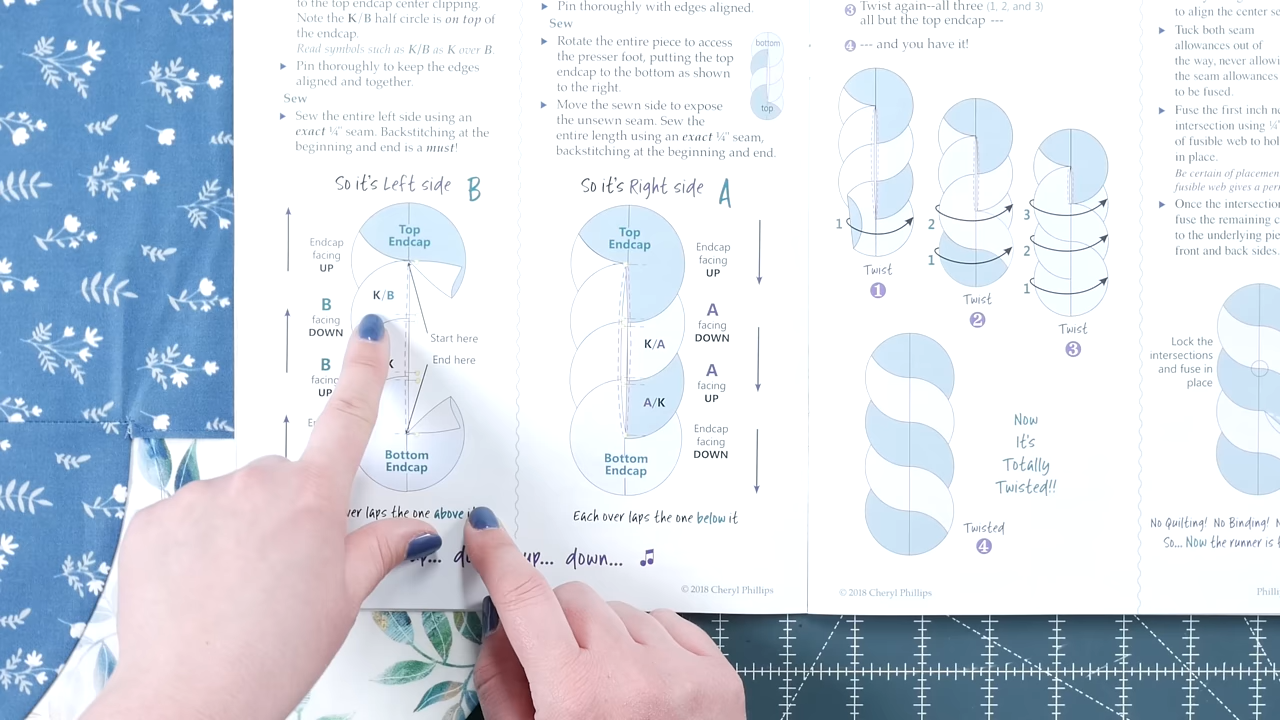 to the top endcap center clipping.
Note the K/B half circle is on top of
the endcap.
Read symbols such as K/B as K over B.
Pin thoroughly to keep the edges
aligned and together.
Sew
Sew the entire left side using an
exact ¼" seam. Backstitching at the
beginning and end is a must!
So it's Left side B
Top
Endcap
Endcap
facing
UP
K/B
B
facing
DOWN
Start here
End here
B
facing
UP
K
Bottom
Endcap
over laps the one above it
Pin thoroughly with edges aligned.
Sew
Rotate the entire piece to access
the presser foot, putting the top
endcap to the bottom as shown
to the right.
bottom
top
Move the sewn side to expose
the unsewn seam. Sew the
entire length using an exact ¼" seam,
backstitching at the beginning and end.
So it's Right side A
Top
Endcap
Endcap
facing
UP
A
facing
DOWN
K/A
A
facing
UP
A/K
Endcap
facing
DOWN
Bottom
Endcap
Each over laps the one below it
up... down... ♫
© 2018 Cheryl Phillips
3 Twist again--all three (1, 2, and 3)
all but the top endcap ---
4 --- and you have it!
1
Twist
1
2
1
Twist
2
3
2
1
Twist
3
Now
It's
Totally
Twisted!!
Twisted
4
© 2018 Cheryl Phillips
to align the center
Tuck both seam
allowances out of
the way, never
the seam allowances
to be fused.
Fuse the first inch
intersection using
of fusible web to
in place.
Be certain of
fusible web gives a
Once the
fuse the remaining
to the underlying
front and back sides.
Lock the
intersections
and fuse in
place
No Quilting! No Binding!
So... Now the runner is